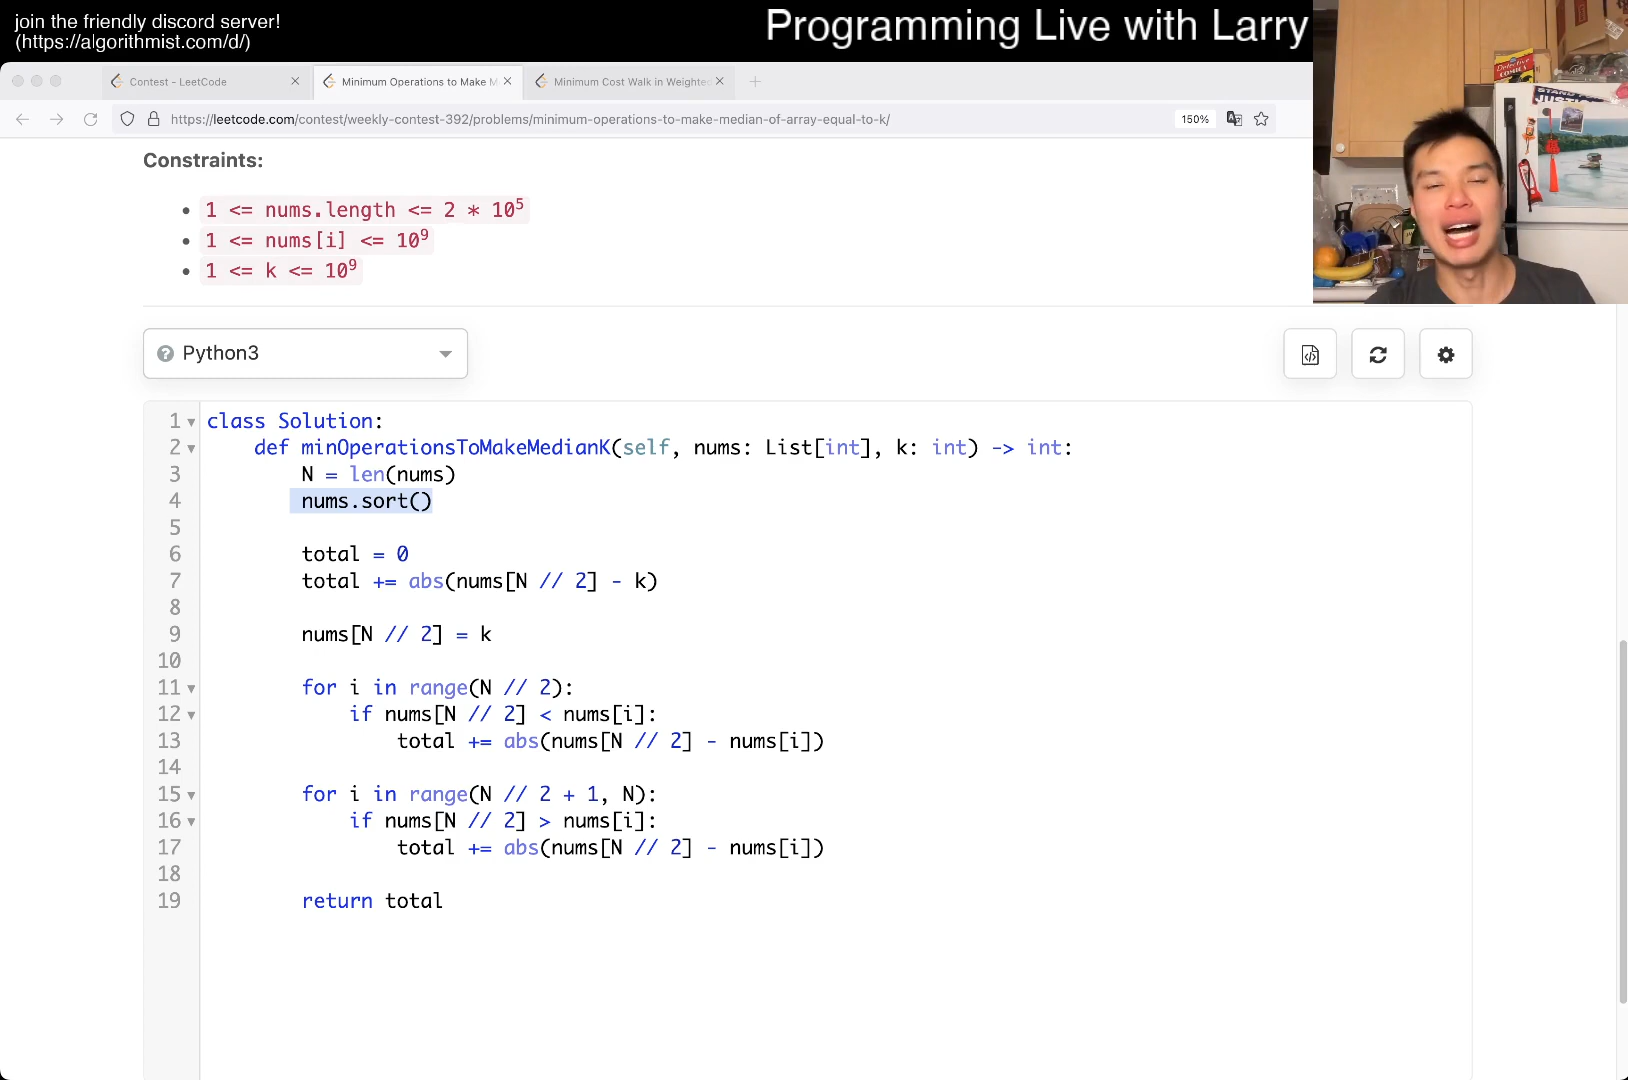 join the friendly discord server!
(https://algorithmist.com/d/)
Programming Live with Larry
Contest - LeetCode
Minimum Operations to Make M
Minimum Cost Walk in Weighte
https://leetcode.com/contest/weekly-contest-392/problems/minimum-operations-to-make-median-of-array-equal-to-k/
150%
Constraints:
1 <= nums.length <= 2 * 10⁵
1 <= nums[i] <= 10⁹
1 <= k <= 10⁹
Python3
1 class Solution:
2 def minOperationsToMakeMedianK(self, nums: List[int], k: int) -> int:
3 N = len(nums)
4 nums.sort()
5
6 total = 0
7 total += abs(nums[N // 2] - k)
8
9 nums[N // 2] = k
10
11 for i in range(N // 2):
12 if nums[N // 2] < nums[i]:
13 total += abs(nums[N // 2] - nums[i])
14
15 for i in range(N // 2 + 1, N):
16 if nums[N // 2] > nums[i]:
17 total += abs(nums[N // 2] - nums[i])
18
19 return total